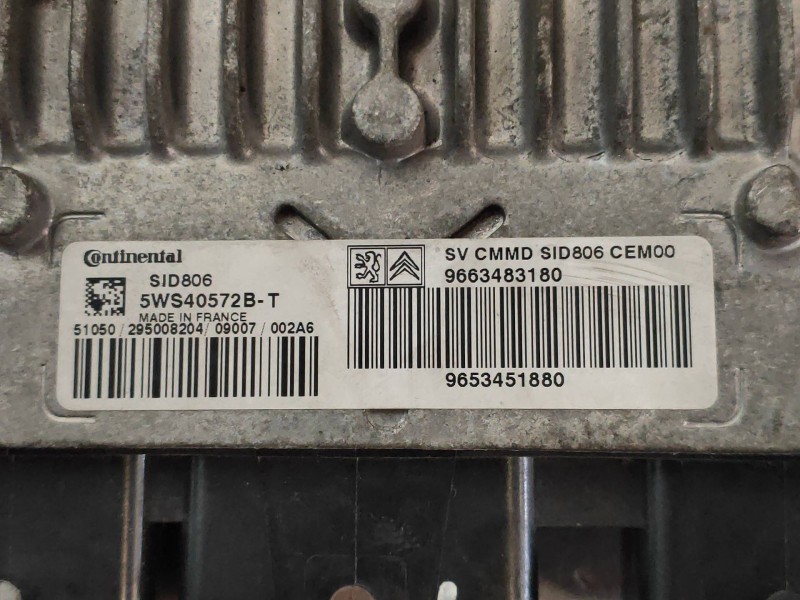 Continental
SID806
5WS40572B-T
MADE IN FRANCE
51050 / 295008204 / 09007 / 002A6
SV CMMD SID806 CEM00
9663483180
9653451880